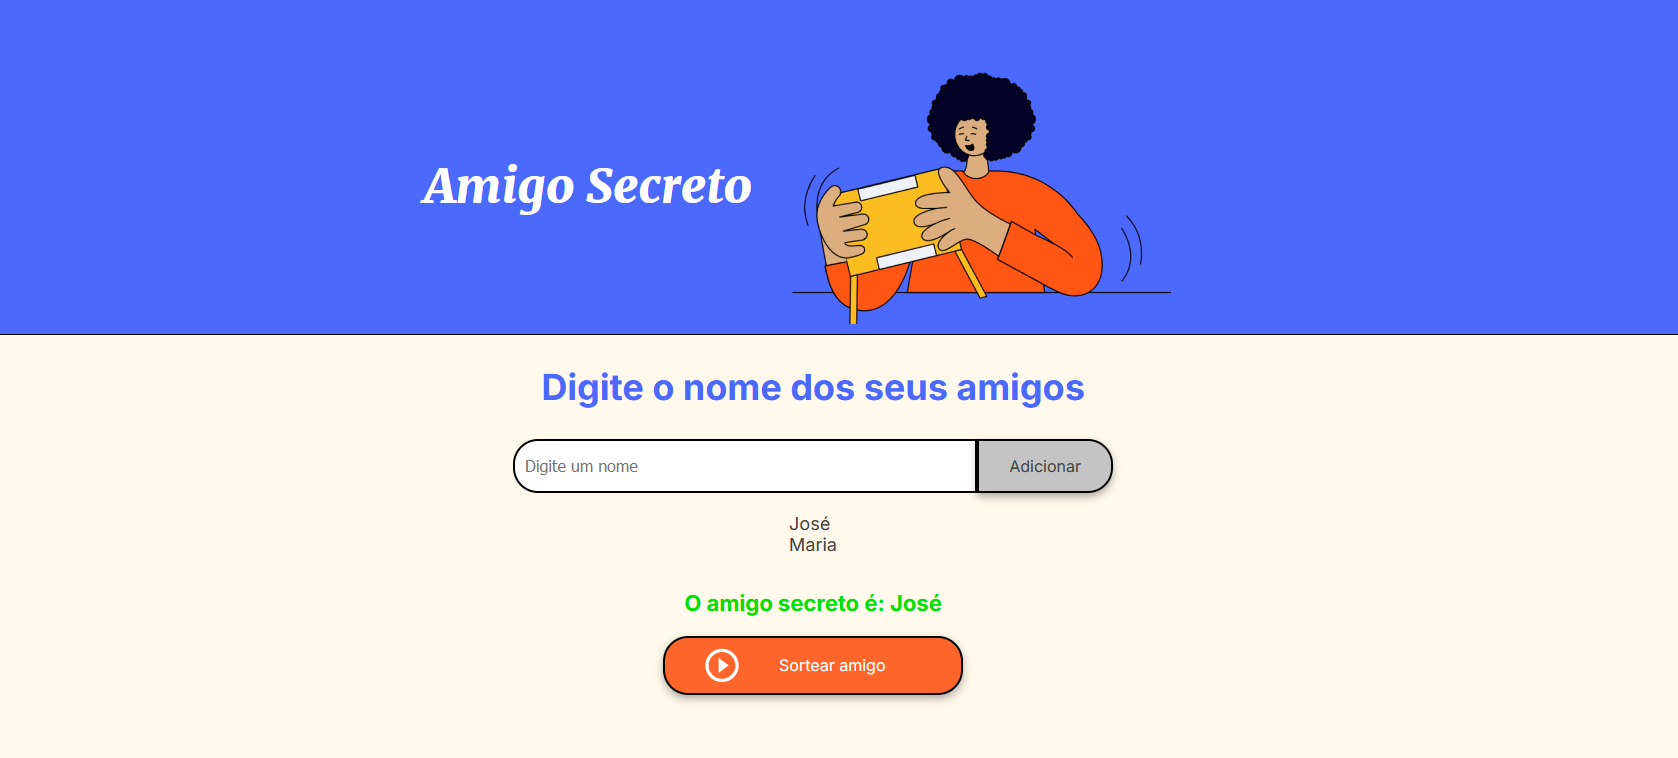 Amigo Secreto
Digite o nome dos seus amigos
Digite um nome
Adicionar
José
Maria
O amigo secreto é: José
Sortear amigo